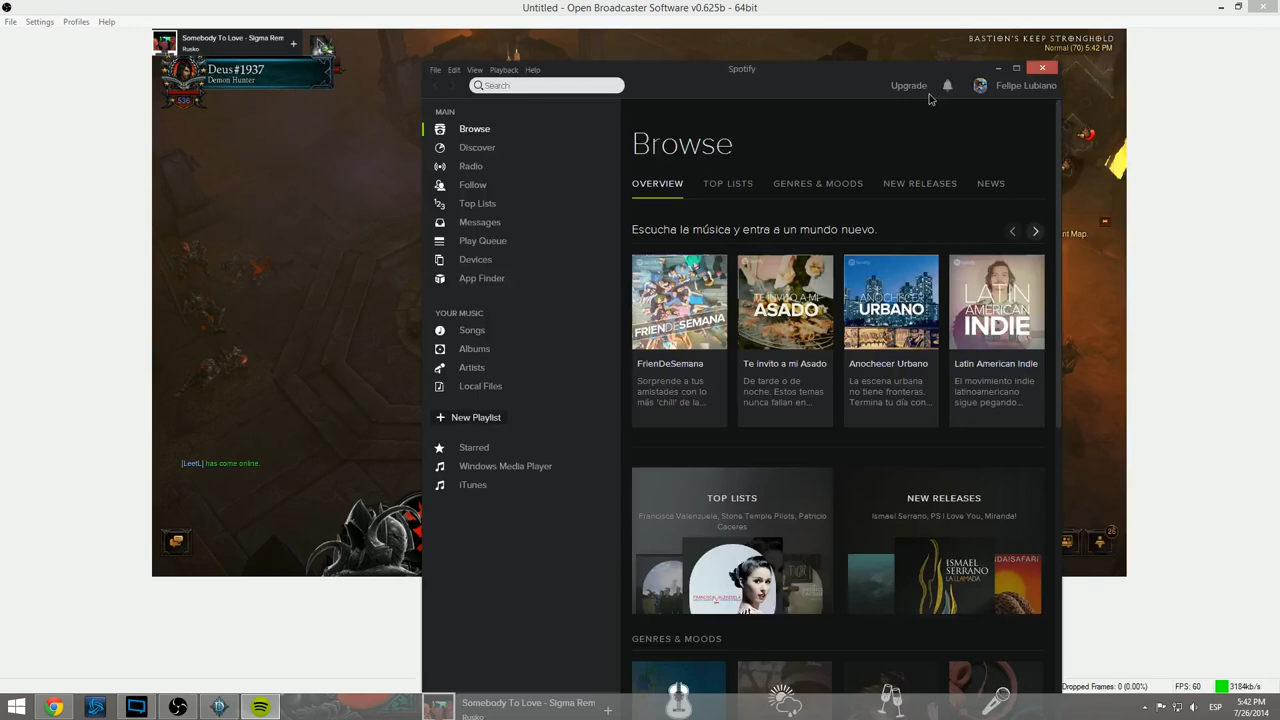 Untitled - Open Broadcaster Software v0.625b - 64bit
File Settings Profiles Help
Somebody To Love - Sigma Rem
Rusko
BASTION'S KEEP STRONGHOLD
Normal (70) 5:42 PM
Deus#1937
Demon Hunter
536
File Edit View Playback Help
Spotify
Search
Upgrade
Felipe Lubiano
MAIN
Browse
Discover
Radio
Follow
Top Lists
Messages
Play Queue
Devices
App Finder
YOUR MUSIC
Songs
Albums
Artists
Local Files
New Playlist
Starred
Windows Media Player
iTunes
Browse
OVERVIEW TOP LISTS GENRES & MOODS NEW RELEASES NEWS
Escucha la música y entra a un mundo nuevo.
FRIENDESEMANA
TE INVITO A MI
ASADO
ANOCHECER
URBANO
LATIN
AMERICAN
INDIE
FrienDeSemana
Sorprende a tus
amistades con lo
más 'chill' de la...
Te invito a mi Asado
De tarde o de
noche. Estos temas
nunca fallan en...
Anochecer Urbano
La escena urbana
no tiene fronteras.
Termina tu día con...
Latin American Indie
El movimiento indie
latinoamericano
sigue pegando...
nt Map.
[LeetL] has come online.
TOP LISTS
Francisca Valenzuela, Stone Temple Pilots, Patricio
Caceres
NEW RELEASES
Ismael Serrano, PS I Love You, Miranda!
ISMAEL
SERRANO
LA LLAMADA
26
GENRES & MOODS
Somebody To Love - Sigma Rem
Rusko
Dropped Frames: 0 (0.00%) FPS: 60 3184kb/s
ESP
5:42 PM
7/26/2014